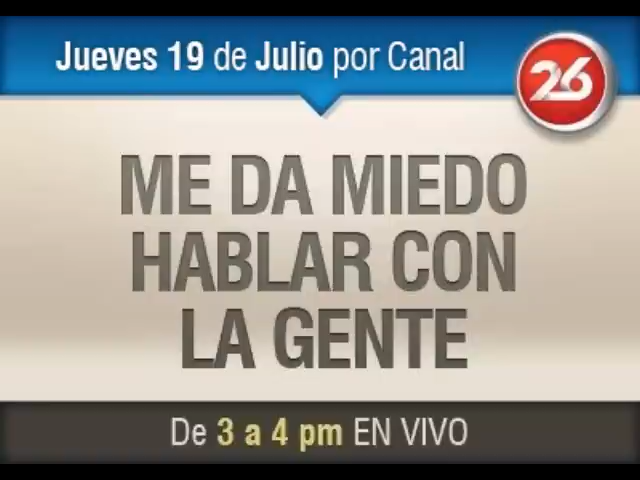 Jueves 19 de Julio por Canal 26
ME DA MIEDO
HABLAR CON
LA GENTE
De 3 a 4 pm EN VIVO